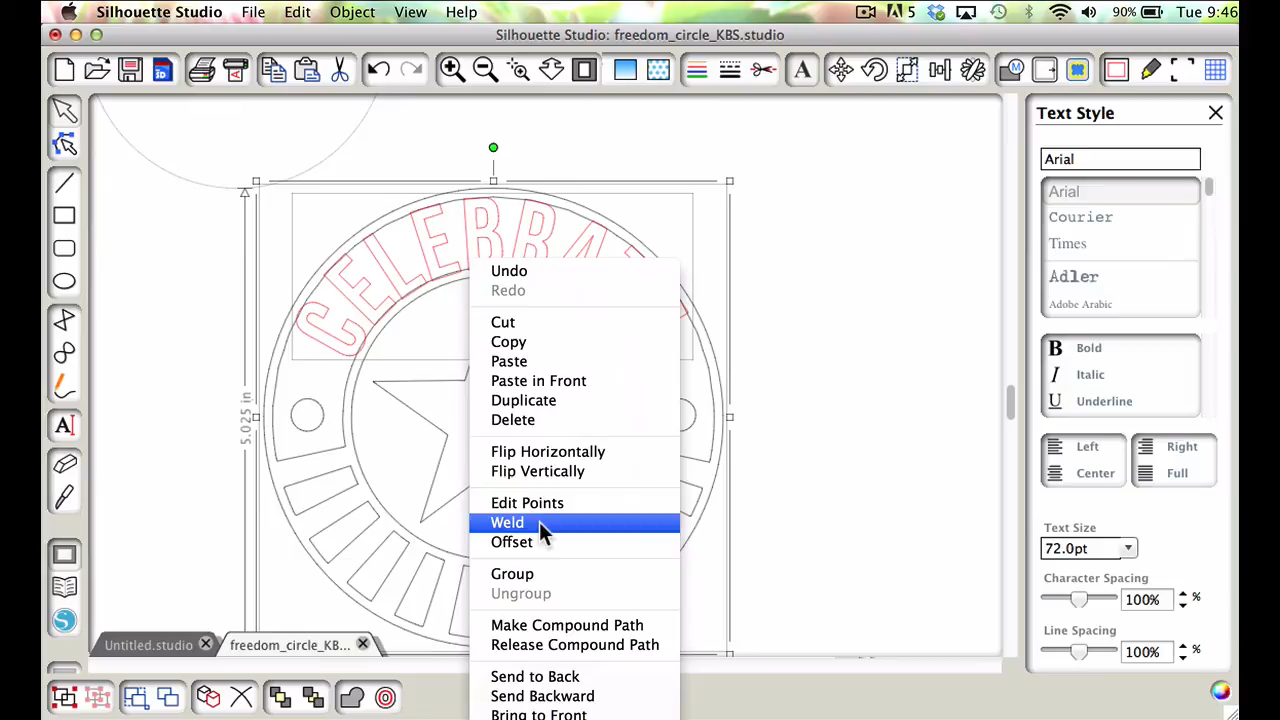 Silhouette Studio File Edit Object View Help 5 90% Tue 9:46
Silhouette Studio: freedom_circle_KBS.studio
3D A
Text Style
Arial
Arial
Courier
Times
Adler
Adobe Arabic
B Bold
I Italic
U Underline
Left Right
Center Full
Text Size
72.0pt
Character Spacing
100% %
Line Spacing
100% %
CELEBRA
5.025 in
Undo
Redo
Cut
Copy
Paste
Paste in Front
Duplicate
Delete
Flip Horizontally
Flip Vertically
Edit Points
Weld
Offset
Group
Ungroup
Make Compound Path
Release Compound Path
Send to Back
Send Backward
Bring to Front
A
S
Untitled.studio freedom_circle_KB...